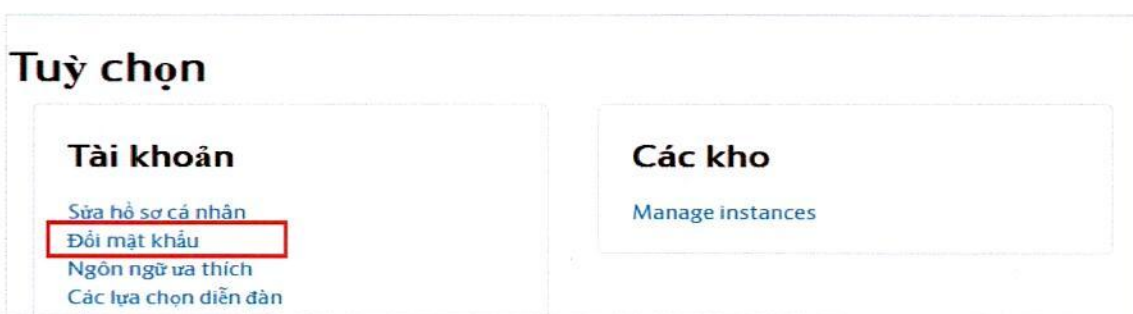 Tuỳ chọn
Tài khoản
Sửa hồ sơ cá nhân
Đổi mật khẩu
Ngôn ngữ ưa thích
Các lựa chọn diễn đàn
Các kho
Manage instances